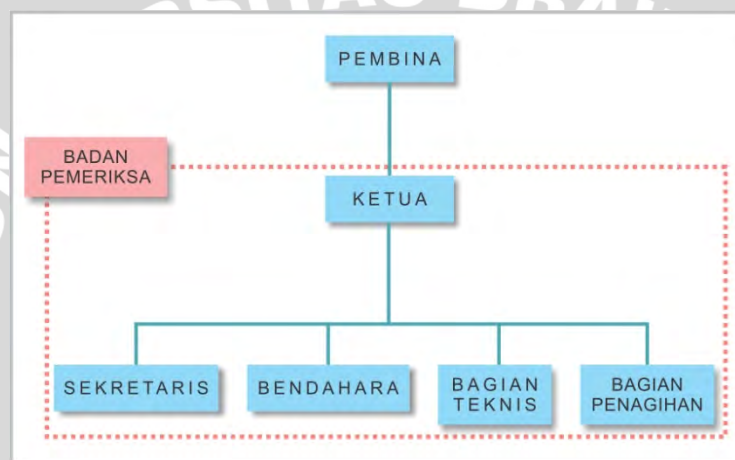 PEMBINA
BADAN
PEMERIKSA
KETUA
SEKRETARIS
BENDAHARA
BAGIAN
TEKNIS
BAGIAN
PENAGIHAN